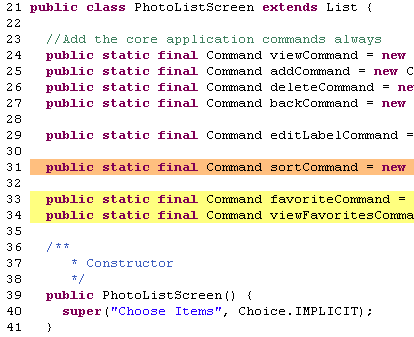 21 public class PhotoListScreen extends List {
22
23 //Add the core application commands always
24 public static final Command viewCommand = new
25 public static final Command addCommand = new C
26 public static final Command deleteCommand = ne
27 public static final Command backCommand = new
28
29 public static final Command editLabelCommand =
30
31 public static final Command sortCommand = new
32
33 public static final Command favoriteCommand =
34 public static final Command viewFavoritesComma
35
36 /**
37 * Constructor
38 */
39 public PhotoListScreen() {
40 super("Choose Items", Choice.IMPLICIT);
41 }